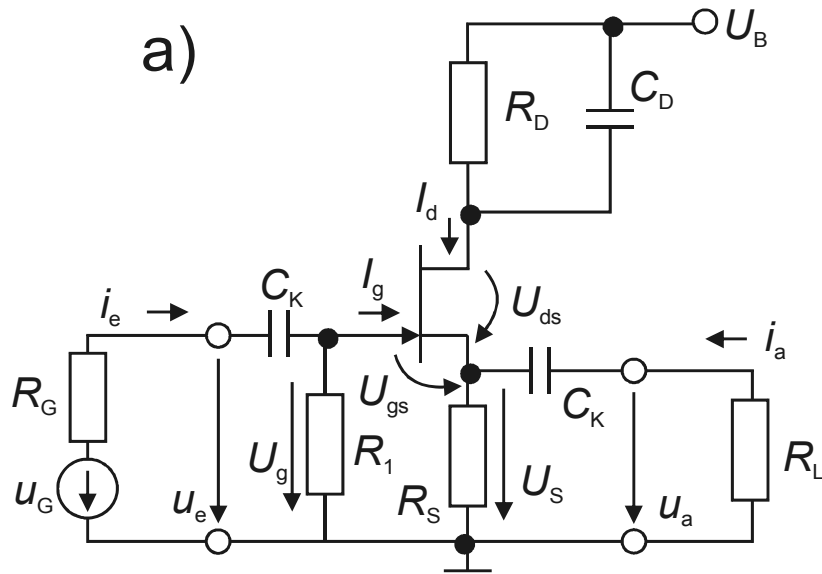 a)
U_B
R_D
C_D
I_d
I_g
C_K
i_e
U_ds
i_a
R_G
U_gs
C_K
U_g
R_1
R_L
u_G
u_e
R_S
U_S
u_a